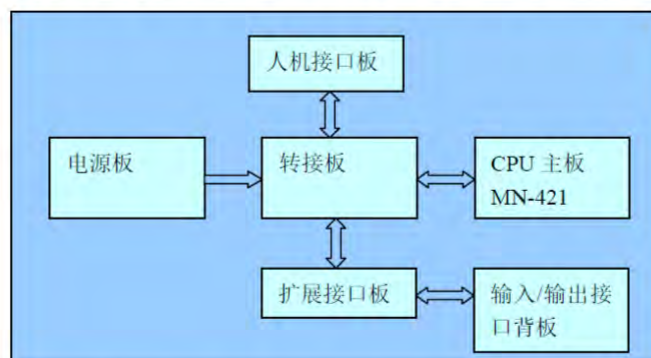 人机接口板
电源板
转接板
CPU 主板
MN-421
扩展接口板
输入/输出接
口背板